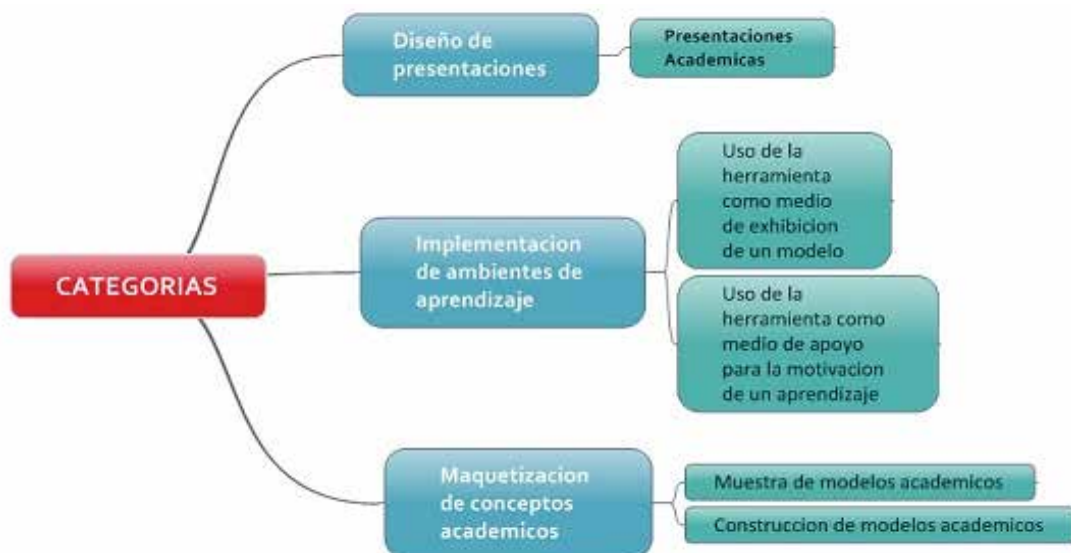 CATEGORIAS
Diseño de
presentaciones
Presentaciones
Academicas
Implementacion
de ambientes de
aprendizaje
Uso de la
herramienta
como medio
de exhibicion
de un modelo
Uso de la
herramienta como
medio de apoyo
para la motivacion
de un aprendizaje
Maquetizacion
de conceptos
academicos
Muestra de modelos academicos
Construccion de modelos academicos